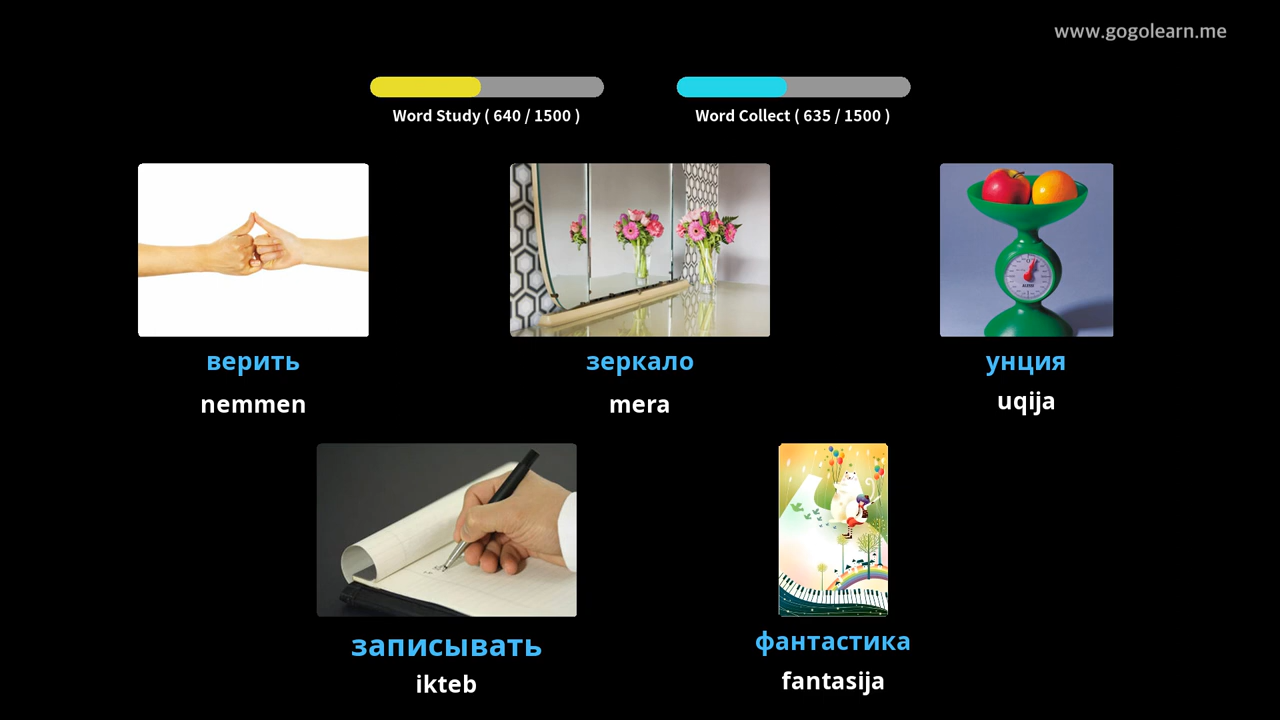 www.gogolearn.me
Word Study ( 640 / 1500 )
Word Collect ( 635 / 1500 )
верить
nemmen
зеркало
mera
унция
uqija
записывать
ikteb
фантастика
fantasija